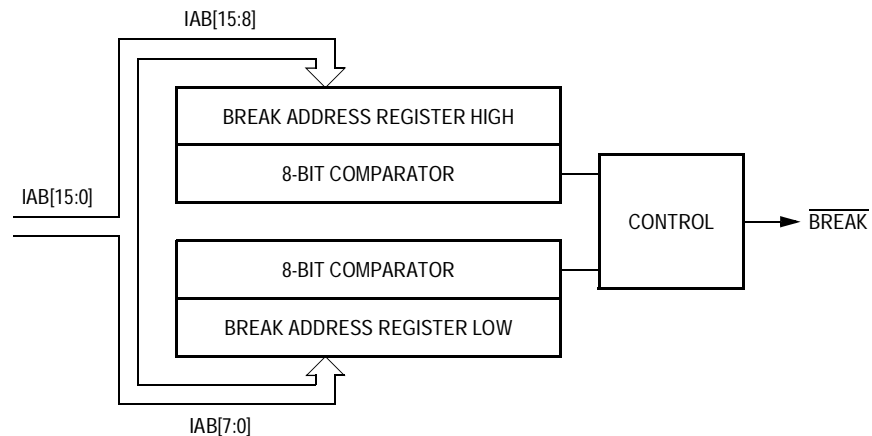 IAB[15:8]
BREAK ADDRESS REGISTER HIGH
8-BIT COMPARATOR
IAB[15:0]
CONTROL
BREAK
8-BIT COMPARATOR
BREAK ADDRESS REGISTER LOW
IAB[7:0]